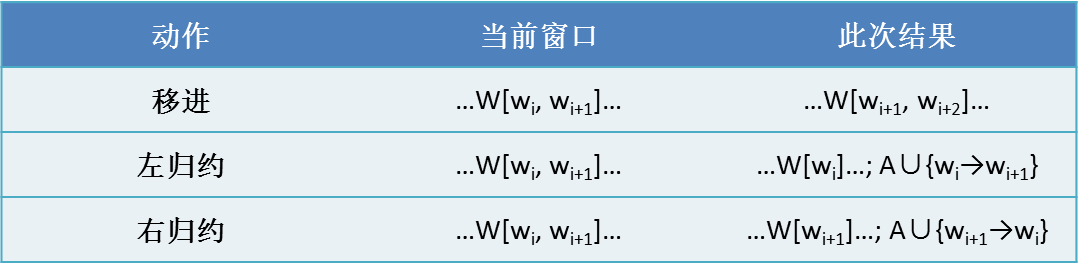 动作 当前窗口 此次结果
移进 …W[wi, wi+1]… …W[wi+1, wi+2]…
左归约 …W[wi, wi+1]… …W[wi]…; A∪{wi→wi+1}
右归约 …W[wi, wi+1]… …W[wi+1]…; A∪{wi+1→wi}